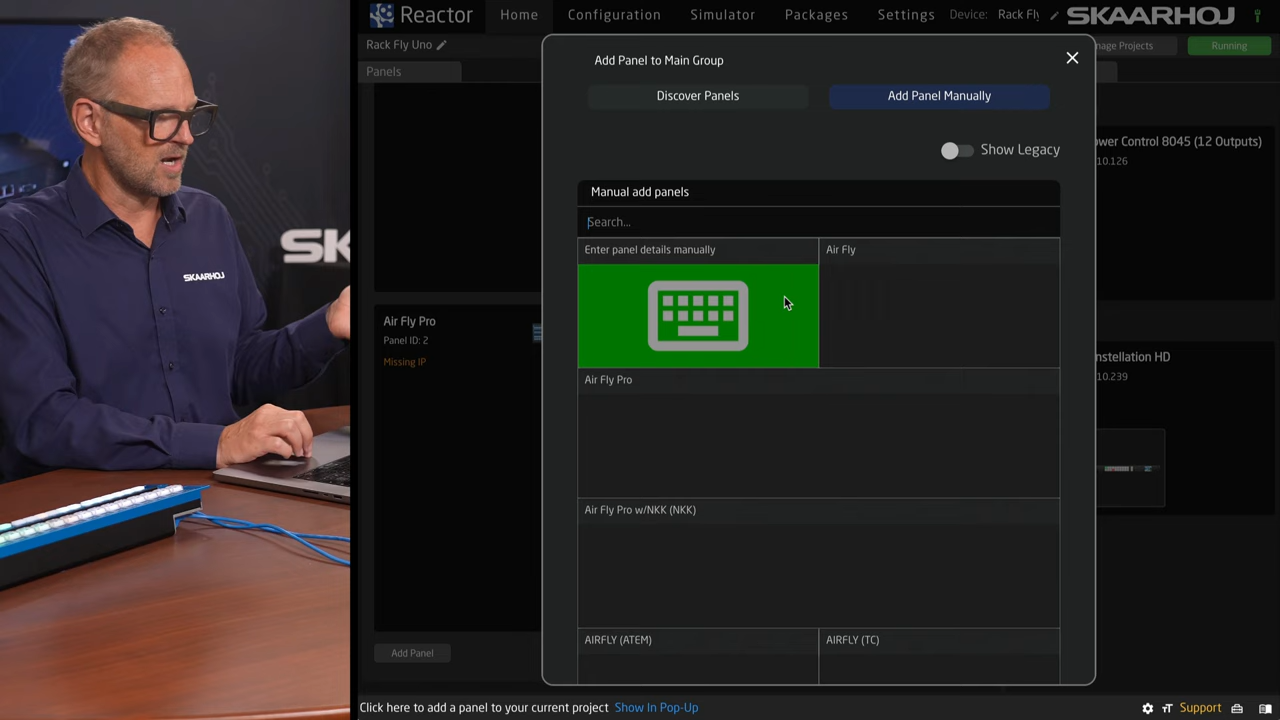 Reactor
Home
Configuration
Simulator
Packages
Settings
Device:
Rack Fly
SKAARHOJ
Rack Fly Uno
Projects
Running
Panels
Add Panel to Main Group
Discover Panels
Add Panel Manually
Show Legacy
Manual add panels
Search...
Enter panel details manually
Air Fly
Air Fly Pro
Air Fly Pro w/NKK (NKK)
AIRFLY (ATEM)
AIRFLY (TC)
Control 8045 (12 Outputs)
10.126
HD
10.239
Air Fly Pro
Panel ID: 2
Missing IP
Add Panel
Click here to add a panel to your current project
Show In Pop-Up
Support
SKAARHOJ
SK